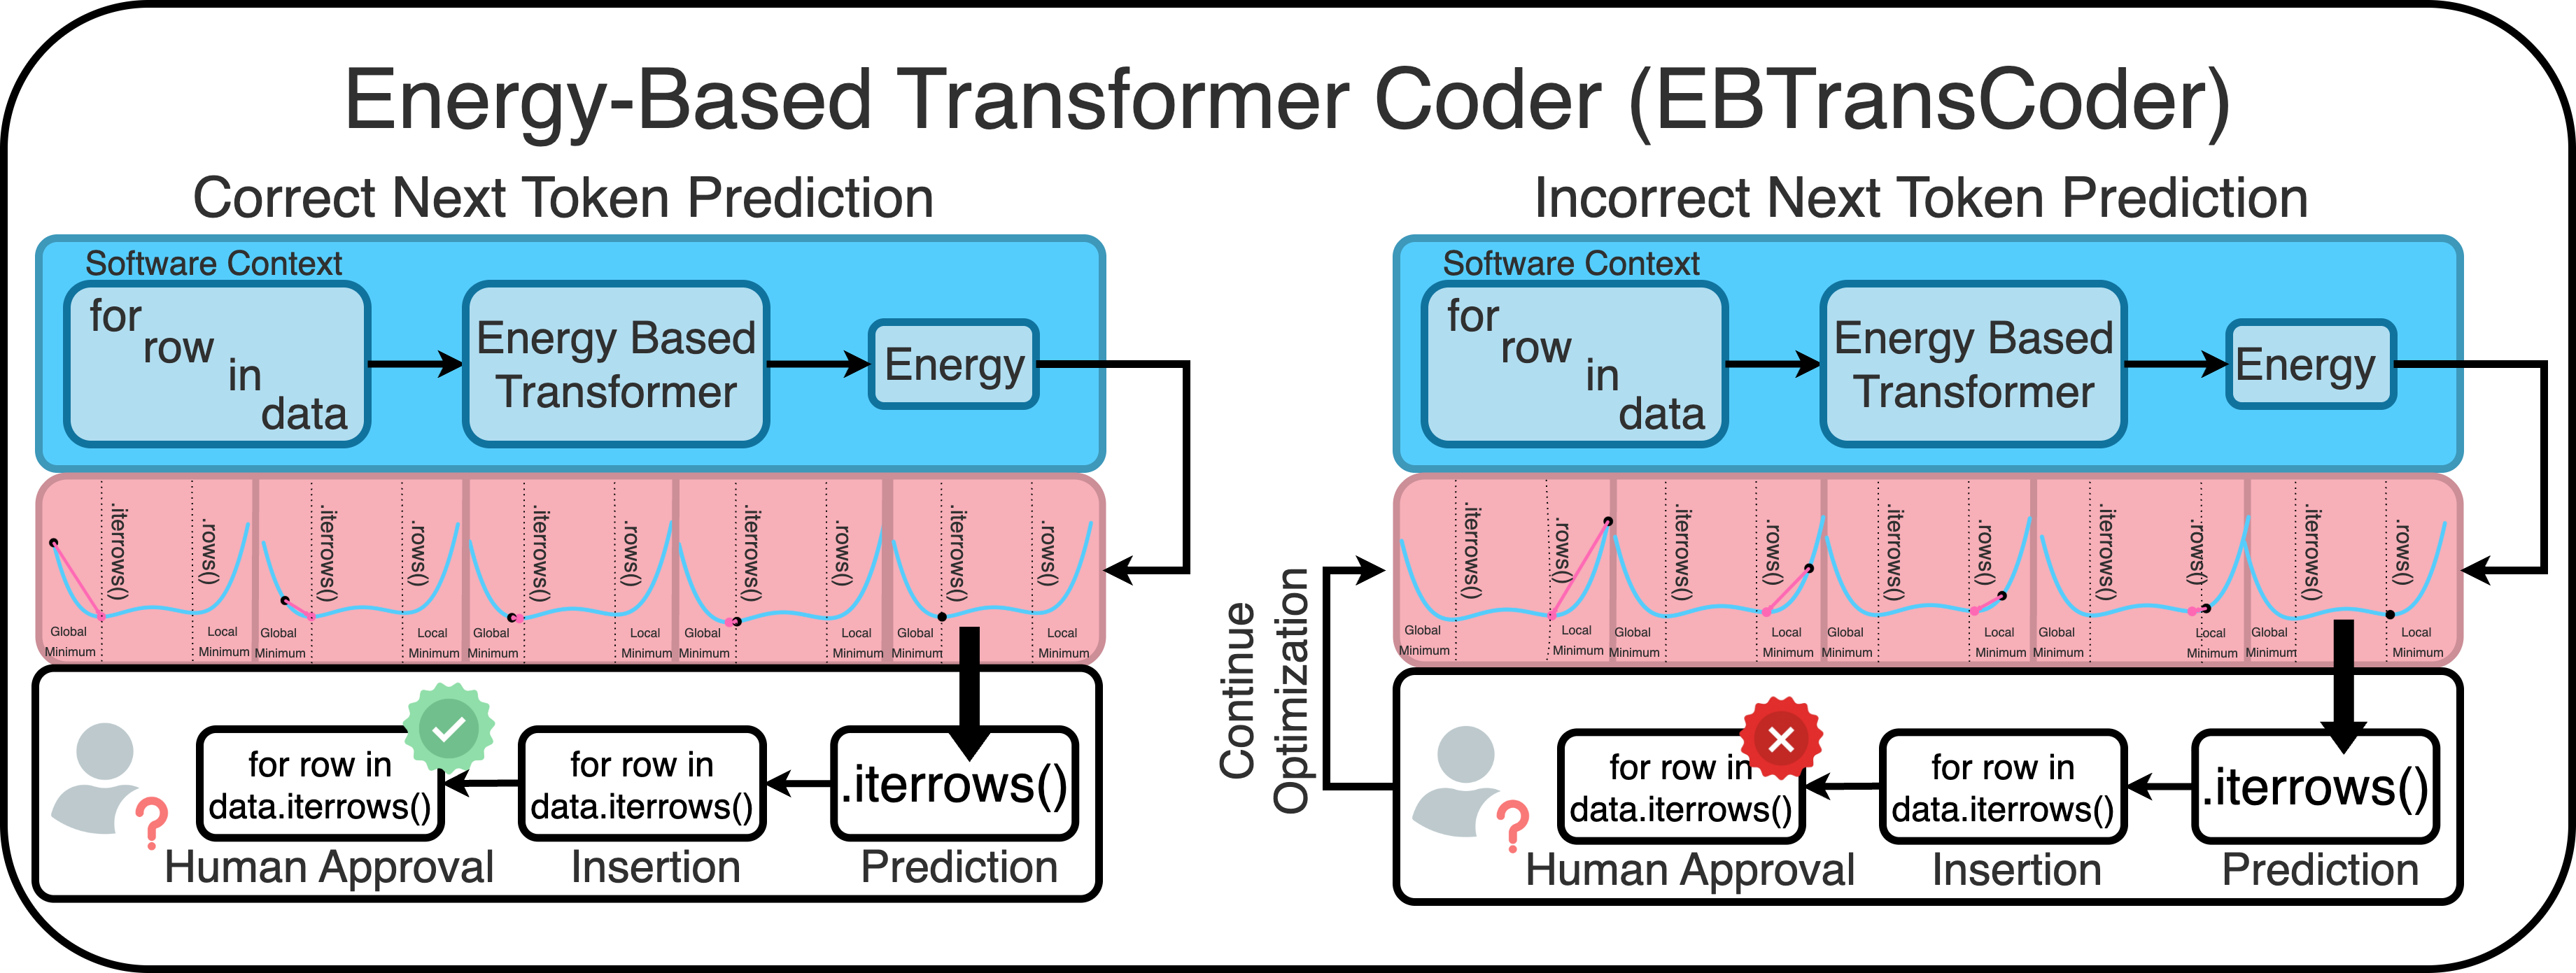 Energy-Based Transformer Coder (EBTransCoder)
Correct Next Token Prediction
Software Context
for
row
in
data
Energy Based
Transformer
Energy
.iterrows()
.rows()
.iterrows()
.rows()
.iterrows()
.rows()
.iterrows()
.rows()
.iterrows()
.rows()
Global
Minimum
Local
Minimum
Global
Minimum
Local
Minimum
Global
Minimum
Local
Minimum
Global
Minimum
Local
Minimum
Global
Minimum
Local
Minimum
for row in
data.iterrows()
Human Approval
for row in
data.iterrows()
Insertion
.iterrows()
Prediction
Incorrect Next Token Prediction
Software Context
for
row
in
data
Energy Based
Transformer
Energy
.iterrows()
.rows()
.iterrows()
.rows()
.iterrows()
.rows()
.iterrows()
.rows()
.iterrows()
.rows()
Global
Minimum
Local
Minimum
Global
Minimum
Local
Minimum
Global
Minimum
Local
Minimum
Global
Minimum
Local
Minimum
Global
Minimum
Local
Minimum
Continue
Optimization
for row in
data.iterrows()
Human Approval
for row in
data.iterrows()
Insertion
.iterrows()
Prediction